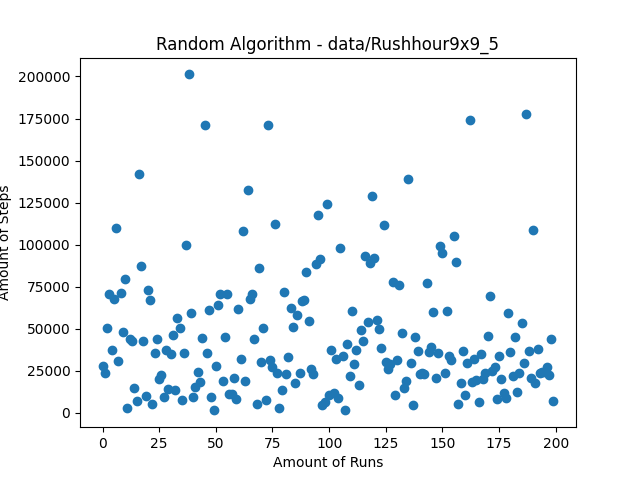 Random Algorithm - data/Rushhour9x9_5
200000
175000
150000
125000
100000
75000
50000
25000
0
Amount of Steps
0 25 50 75 100 125 150 175 200
Amount of Runs